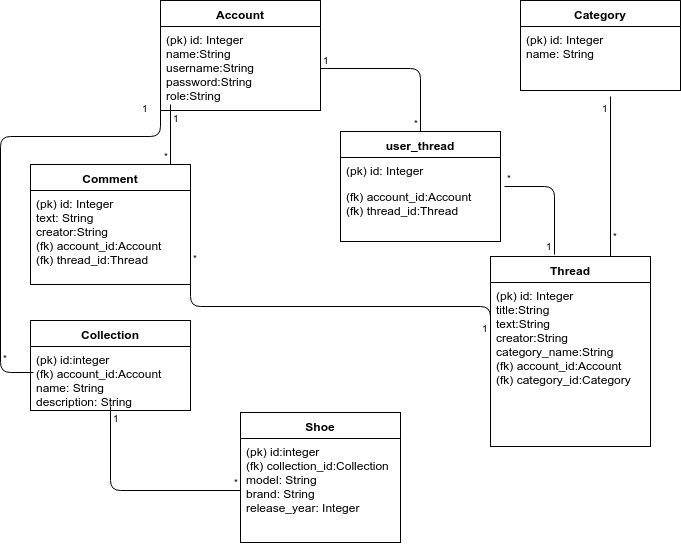 Account
(pk) id: Integer
name:String
username:String
password:String
role:String
Category
(pk) id: Integer
name: String
1
1
1
1
*
*
user_thread
(pk) id: Integer
(fk) account_id:Account
(fk) thread_id:Thread
Comment
(pk) id: Integer
text: String
creator:String
(fk) account_id:Account
(fk) thread_id:Thread
*
*
1
*
Thread
(pk) id: Integer
title:String
text:String
creator:String
category_name:String
(fk) account_id:Account
(fk) category_id:Category
1
Collection
(pk) id:integer
(fk) account_id:Account
name: String
description: String
*
1
Shoe
(pk) id:integer
(fk) collection_id:Collection
model: String
brand: String
release_year: Integer
*